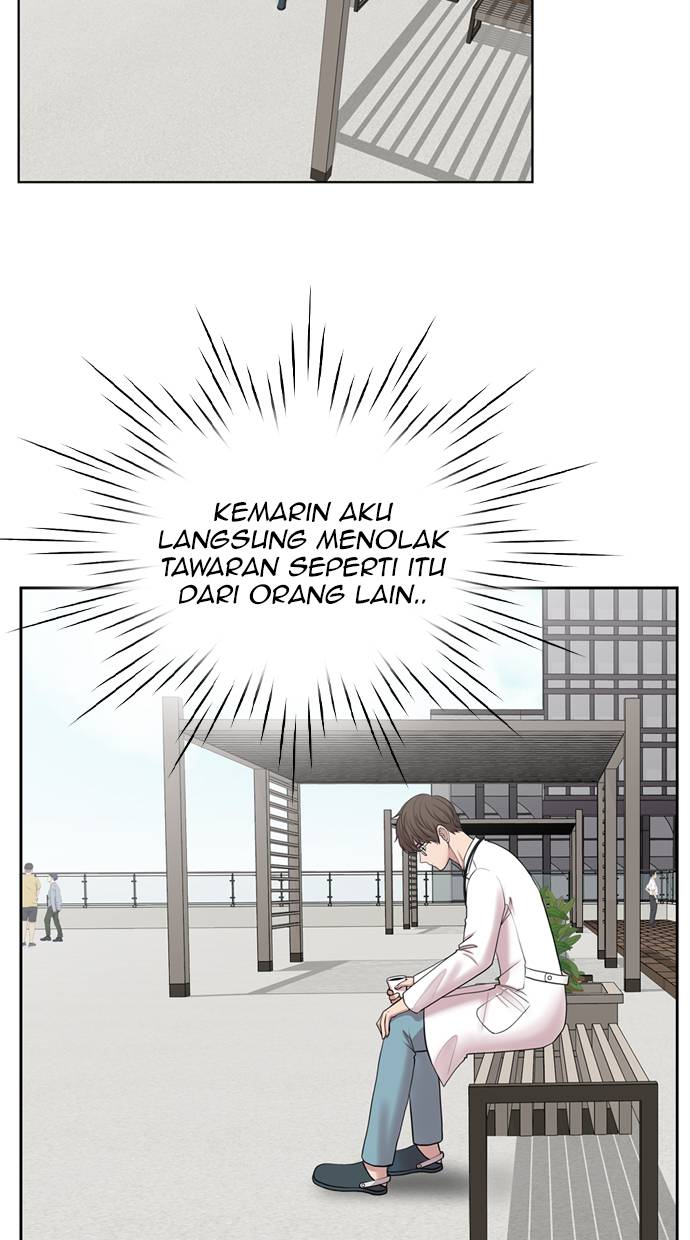 KEMARIN AKU
LANGSUNG MENOLAK
TAWARAN SEPERTI ITU
DARI ORANG LAIN..